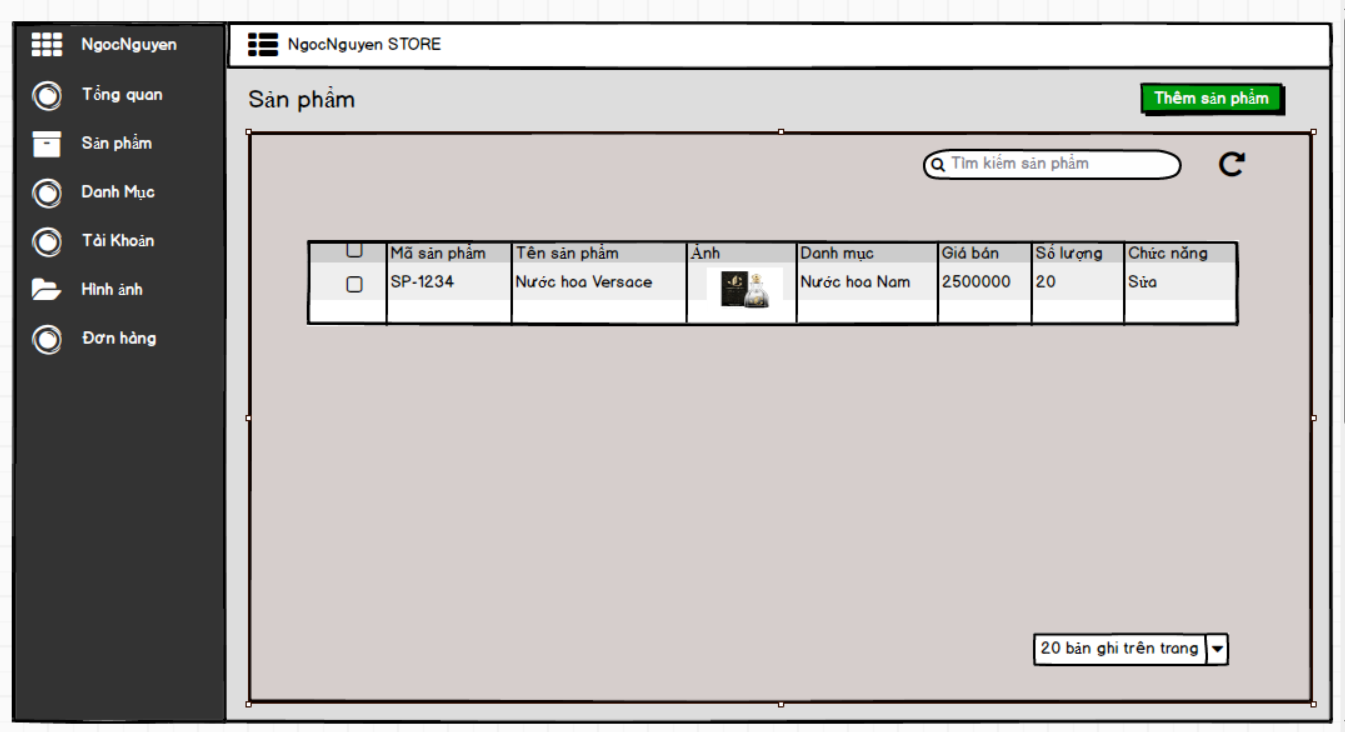 NgocNguyen
NgocNguyen STORE
Tổng quan
Sản phẩm
Danh Mục
Tài Khoản
Hình ảnh
Đơn hàng
Sản phẩm
Thêm sản phẩm
Tìm kiếm sản phẩm
Mã sản phẩm Tên sản phẩm Ảnh Danh mục Giá bán Số lượng Chức năng
SP-1234 Nước hoa Versace Nước hoa Nam 2500000 20 Sửa
20 bản ghi trên trang